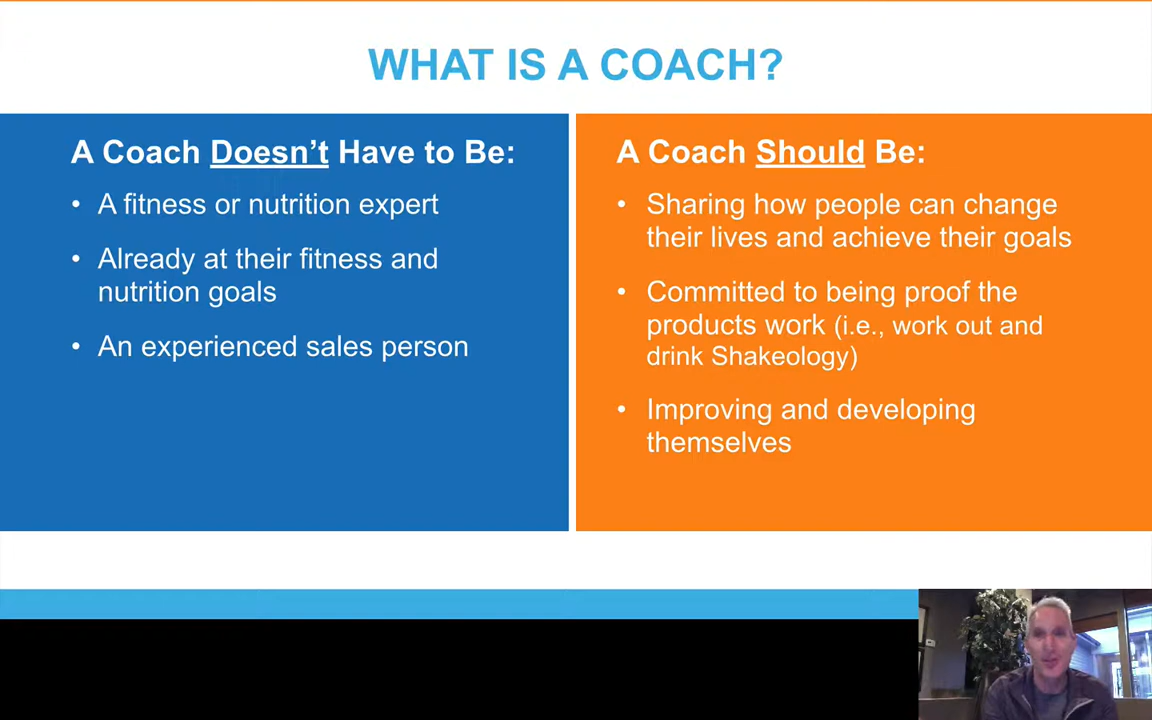 WHAT IS A COACH?
A Coach Doesn’t Have to Be:
• A fitness or nutrition expert
• Already at their fitness and
nutrition goals
• An experienced sales person
A Coach Should Be:
• Sharing how people can change
their lives and achieve their goals
• Committed to being proof the
products work (i.e., work out and
drink Shakeology)
• Improving and developing
themselves